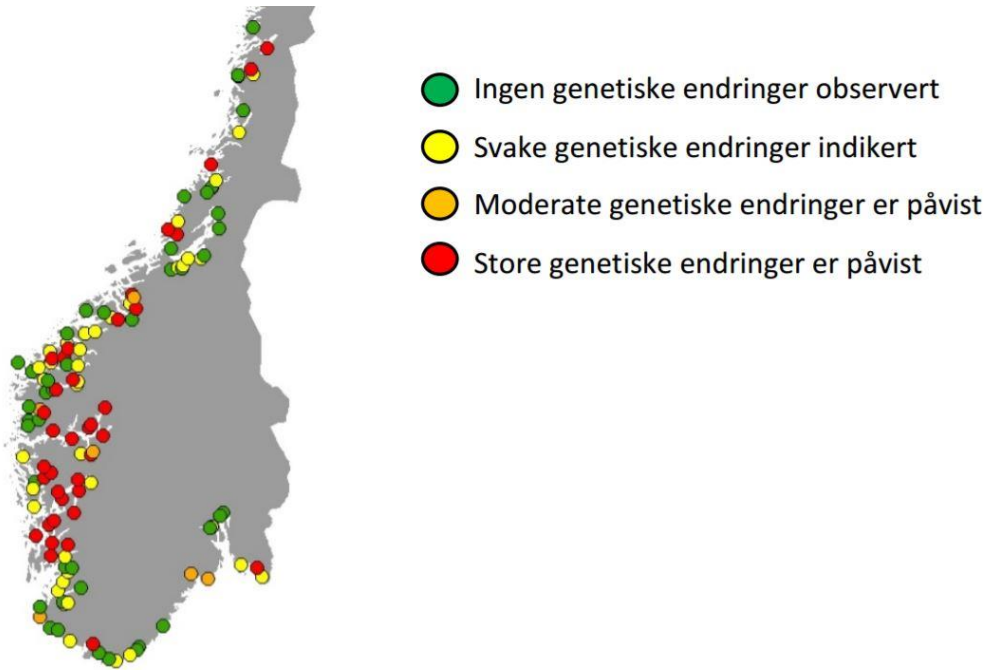 Ingen genetiske endringer observert
Svake genetiske endringer indikert
Moderate genetiske endringer er påvist
Store genetiske endringer er påvist